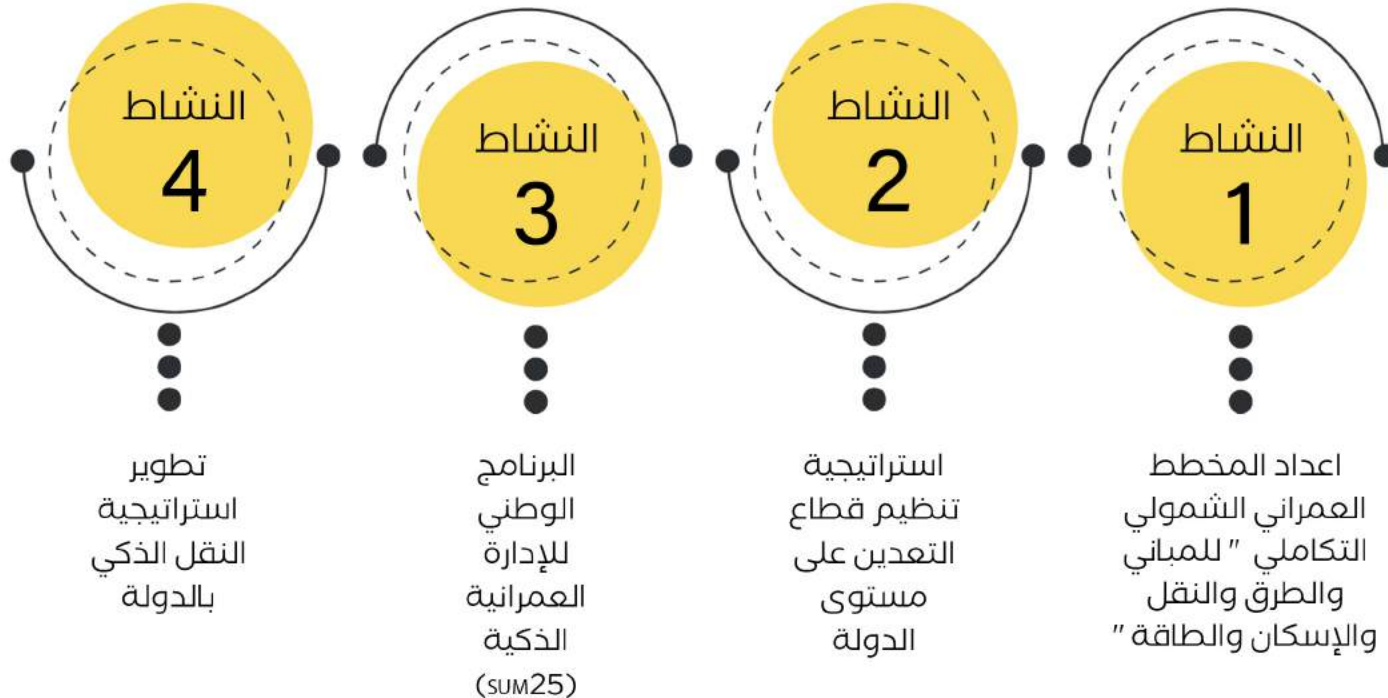 النشاط
1
اعداد المخطط
العمراني الشمولي
التكاملي " للمباني
والطرق والنقل
والإسكان والطاقة "
النشاط
2
استراتيجية
تنظيم قطاع
التعدين على
مستوى
الدولة
النشاط
3
البرنامج
الوطني
للإدارة
العمرانية
الذكية
(SUM25)
النشاط
4
تطوير
استراتيجية
النقل الذكي
بالدولة